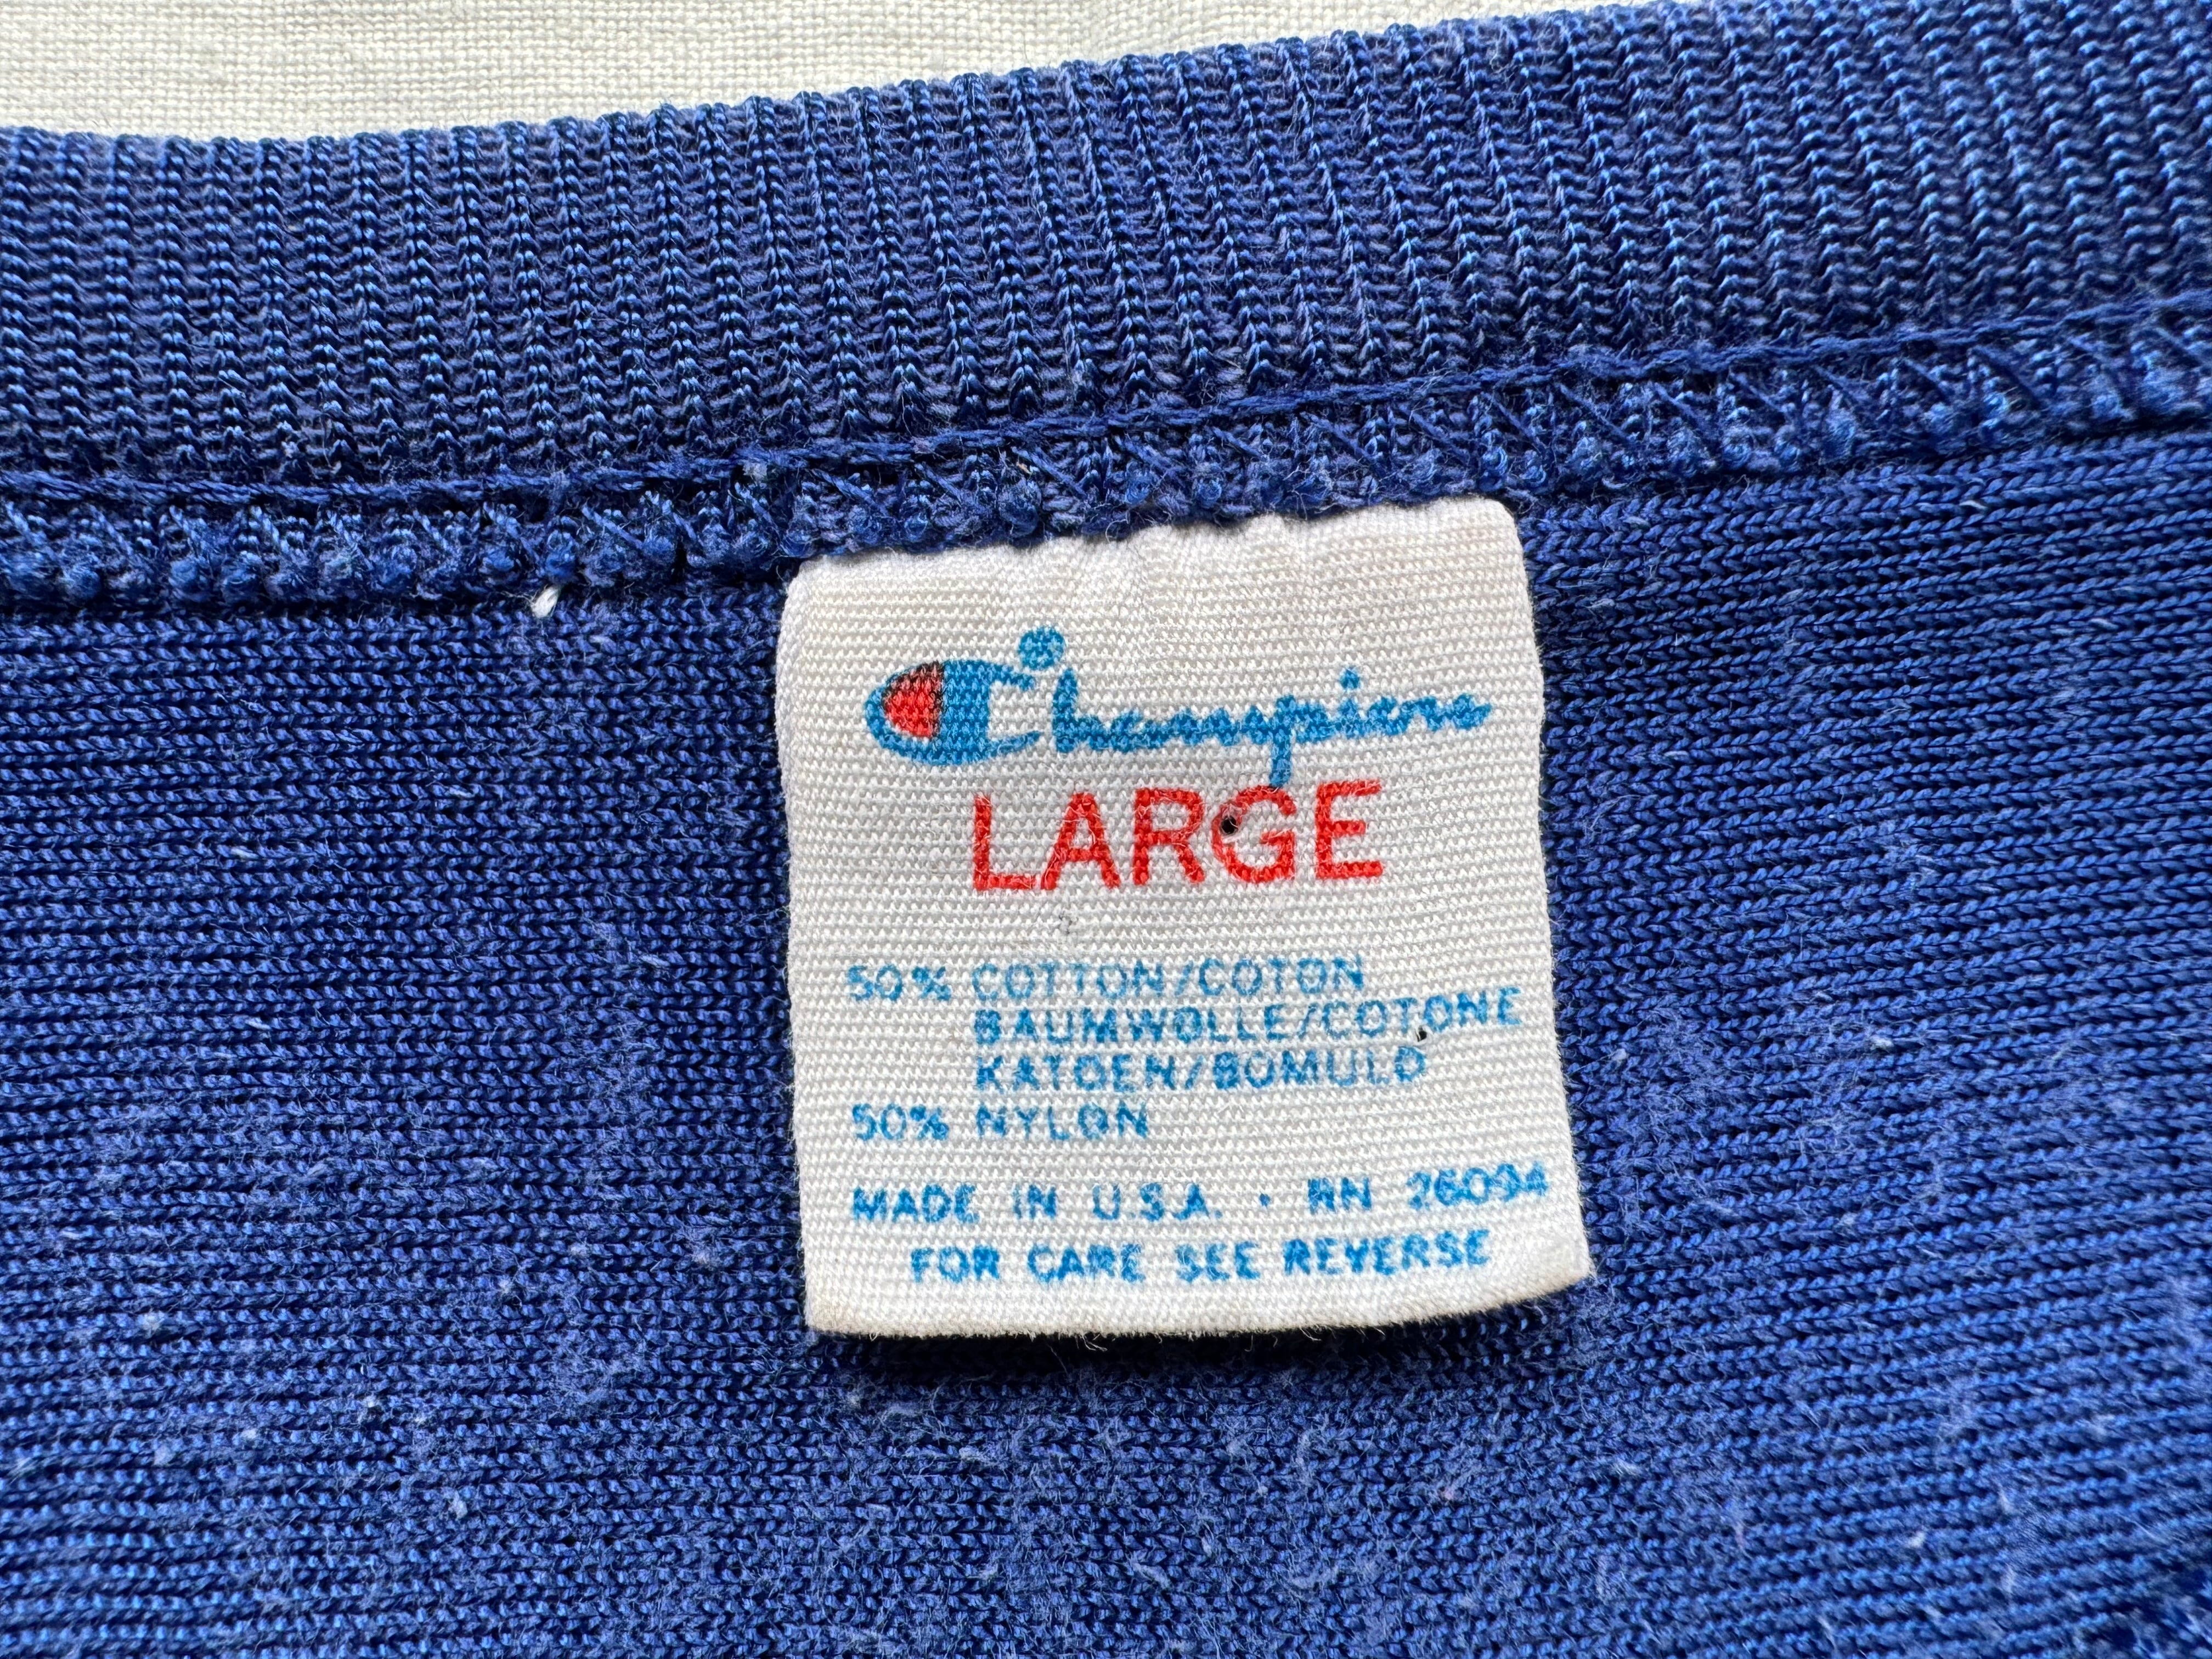 Champion
LARGE
50% COTTON/COTON
BAUMWOLLE/COTONE
KATOEN/BOMULD
50% NYLON
MADE IN U.S.A. • RN 26094
FOR CARE SEE REVERSE